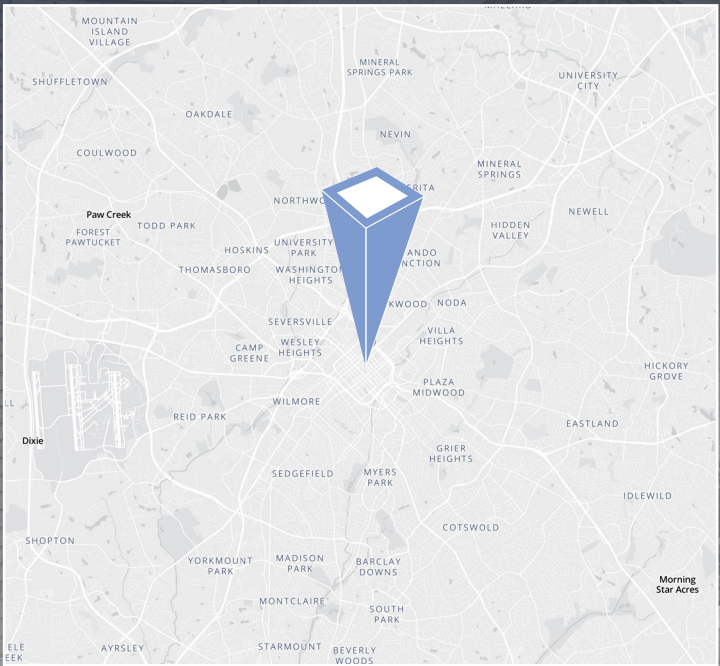 MOUNTAIN
ISLAND
VILLAGE
MINERAL
SPRINGS PARK
UNIVERSITY
CITY
SHUFFLETOWN
OAKDALE
NEVIN
COULWOOD
MINERAL
SPRINGS
NORTHWO
RITA
Paw Creek
NEWELL
TODD PARK
FOREST
PAWTUCKET
HIDDEN
VALLEY
HOSKINS
UNIVERSITY
PARK
ANDO
NCTION
THOMASBORO
WASHINGTON
HEIGHTS
KWOOD
NODA
SEVERSVILLE
VILLA
HEIGHTS
CAMP
GREENE
WESLEY
HEIGHTS
HICKORY
GROVE
PLAZA
MIDWOOD
LL
WILMORE
REID PARK
EASTLAND
Dixie
GRIER
HEIGHTS
SEDGEFIELD
MYERS
PARK
IDLEWILD
COTSWOLD
SHOPTON
YORKMOUNT
PARK
MADISON
PARK
BARCLAY
DOWNS
Morning
Star Acres
MONTCLAIRE
SOUTH
PARK
ELE
EEK
AYRSLEY
STARMOUNT
BEVERLY
WOODS